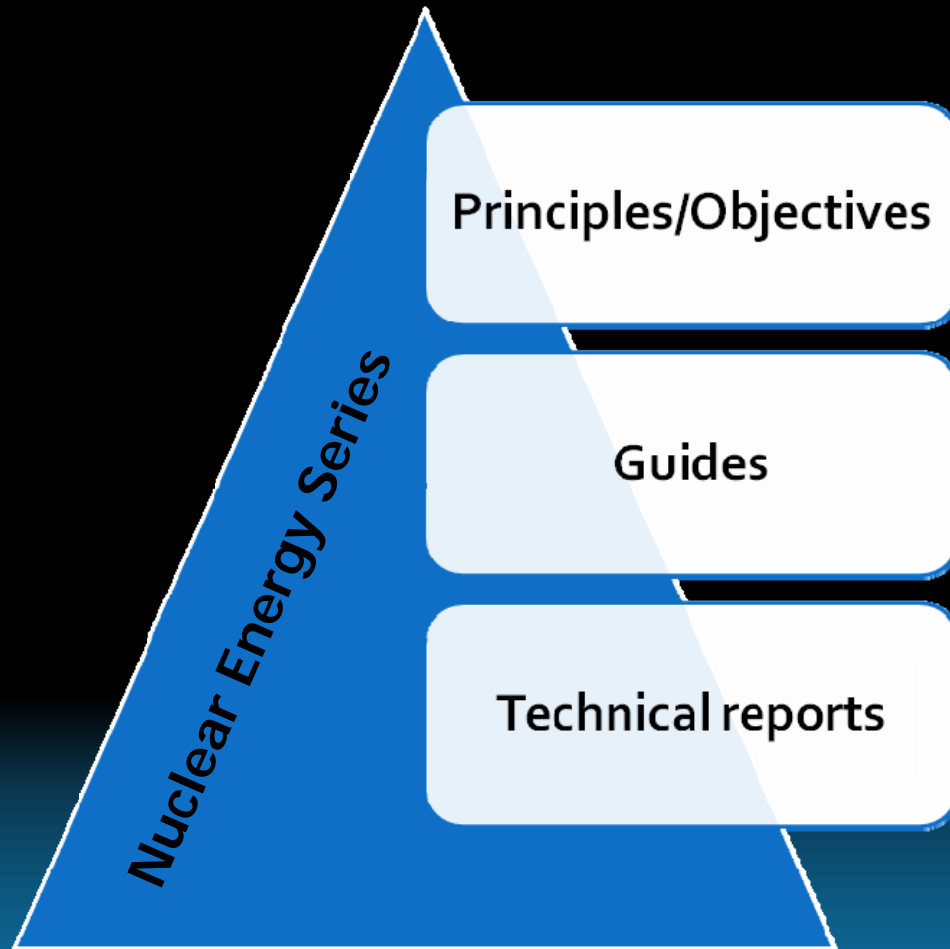 Principles/Objectives
Guides
Technical reports
Nuclear Energy Series